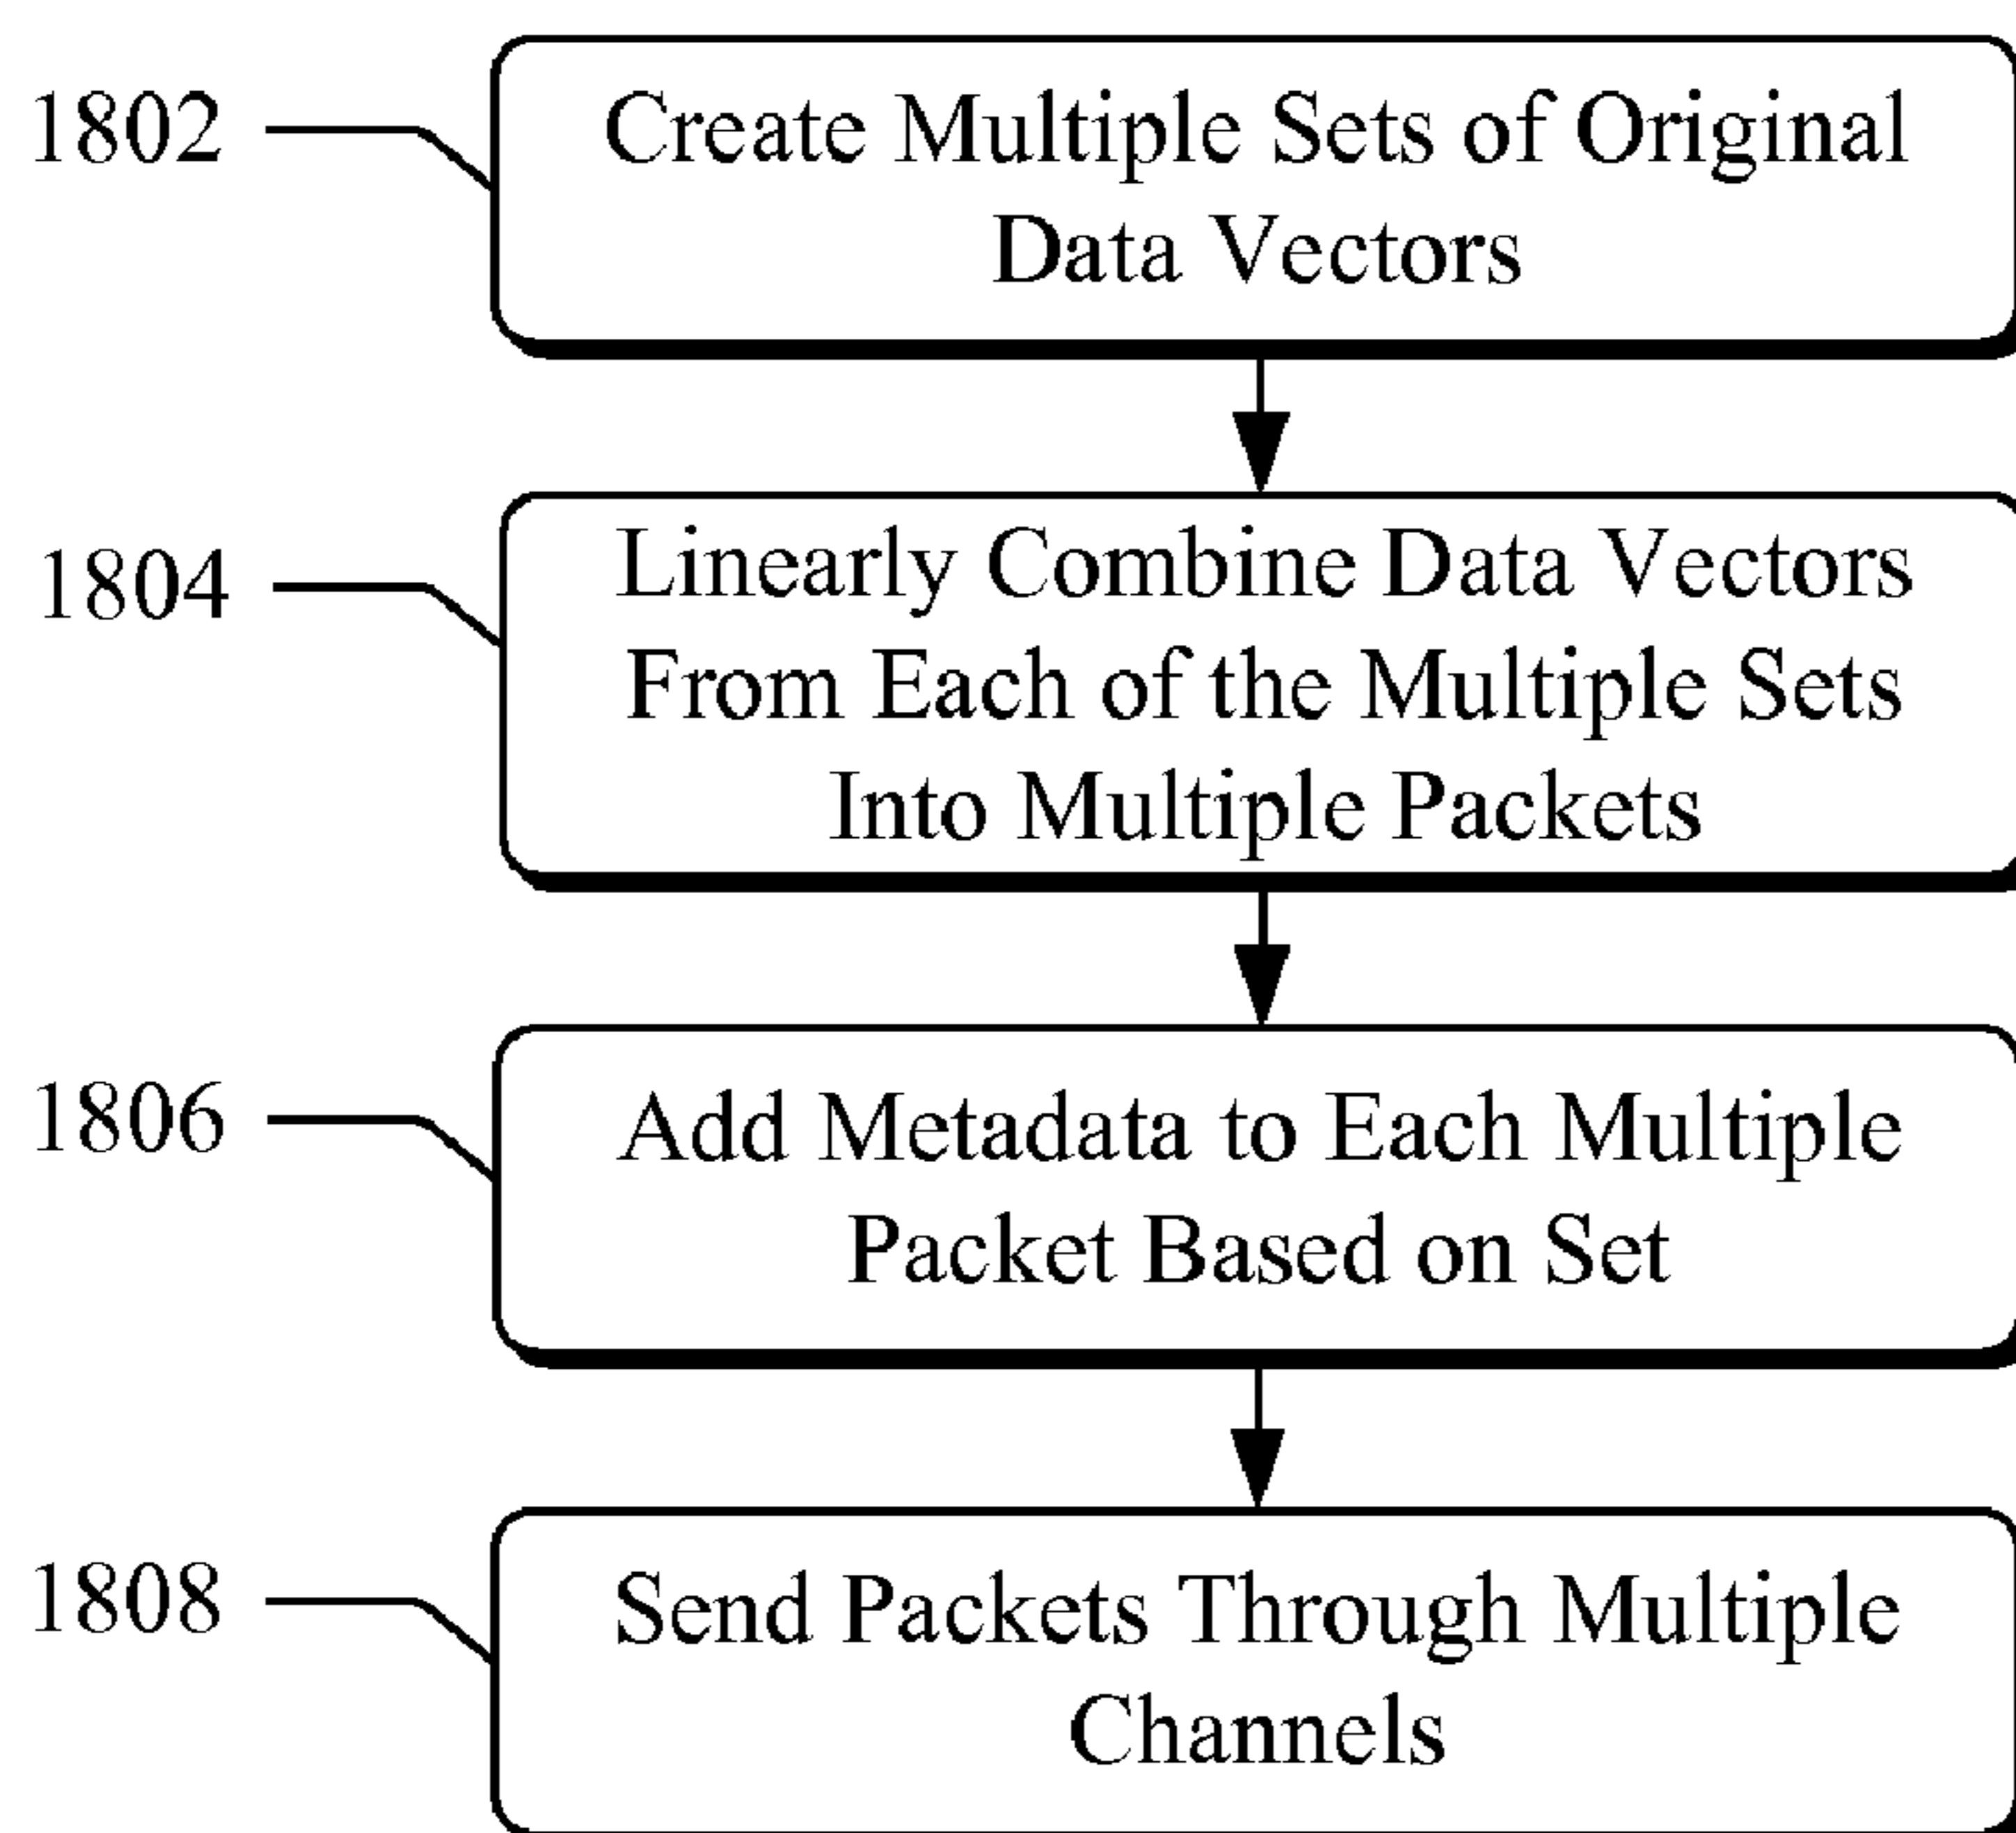 1802
Create Multiple Sets of Original
Data Vectors
1804
Linearly Combine Data Vectors
From Each of the Multiple Sets
Into Multiple Packets
1806
Add Metadata to Each Multiple
Packet Based on Set
1808
Send Packets Through Multiple
Channels